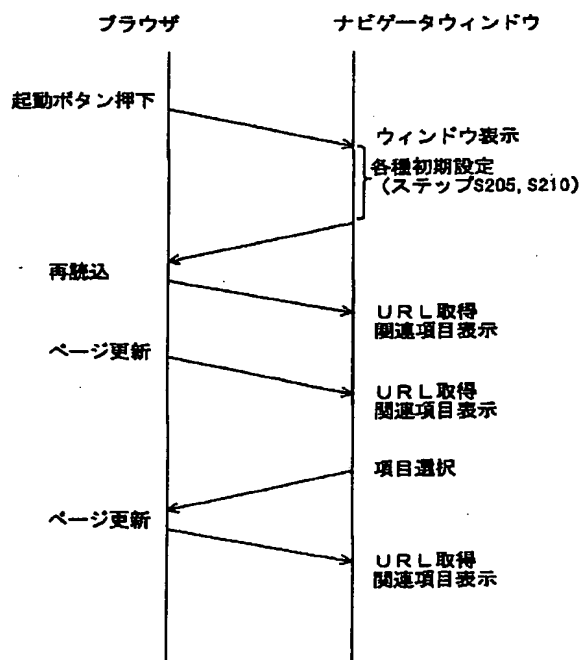 ブラウザ
ナビゲータウィンドウ
起動ボタン押下
ウィンドウ表示
各種初期設定
(ステップS205, S210)
再読込
URL取得
関連項目表示
ページ更新
URL取得
関連項目表示
項目選択
ページ更新
URL取得
関連項目表示